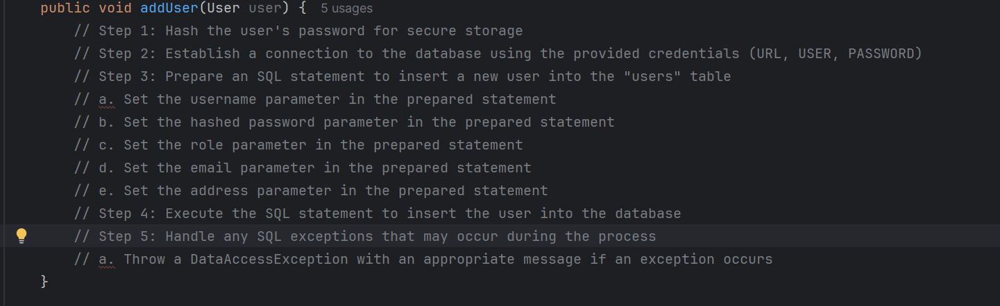 public void addUser(User user) { 5 usages
// Step 1: Hash the user's password for secure storage
// Step 2: Establish a connection to the database using the provided credentials (URL, USER, PASSWORD)
// Step 3: Prepare an SQL statement to insert a new user into the "users" table
// a. Set the username parameter in the prepared statement
// b. Set the hashed password parameter in the prepared statement
// c. Set the role parameter in the prepared statement
// d. Set the email parameter in the prepared statement
// e. Set the address parameter in the prepared statement
// Step 4: Execute the SQL statement to insert the user into the database
// Step 5: Handle any SQL exceptions that may occur during the process
// a. Throw a DataAccessException with an appropriate message if an exception occurs
}